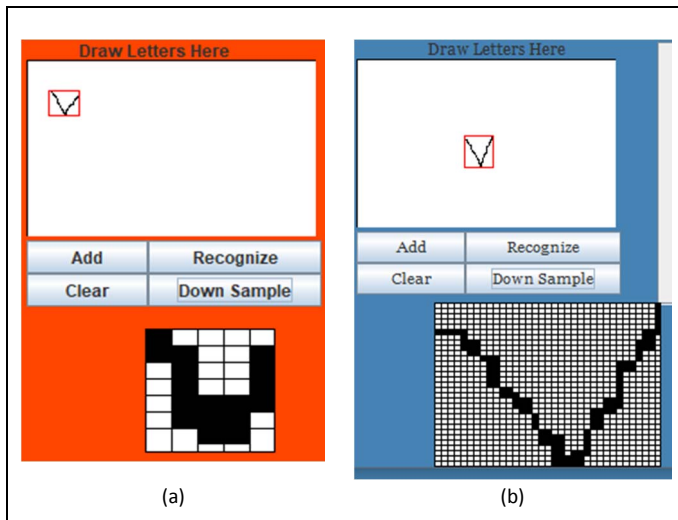 Draw Letters Here
Add
Recognize
Clear
Down Sample
(a)
Draw Letters Here
Add
Recognize
Clear
Down Sample
(b)